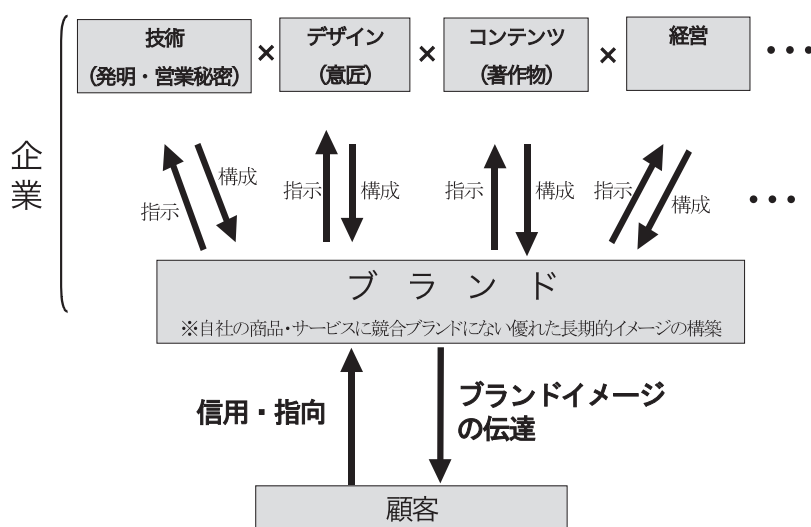 技術
(発明・営業秘密)
×
デザイン
(意匠)
×
コンテンツ
(著作物)
×
経営
・・・
企業
指示
構成
指示
構成
指示
構成
指示
構成
・・・
ブランド
※自社の商品・サービスに競合ブランドにない優れた長期的イメージの構築
信用・指向
ブランドイメージ
の伝達
顧客